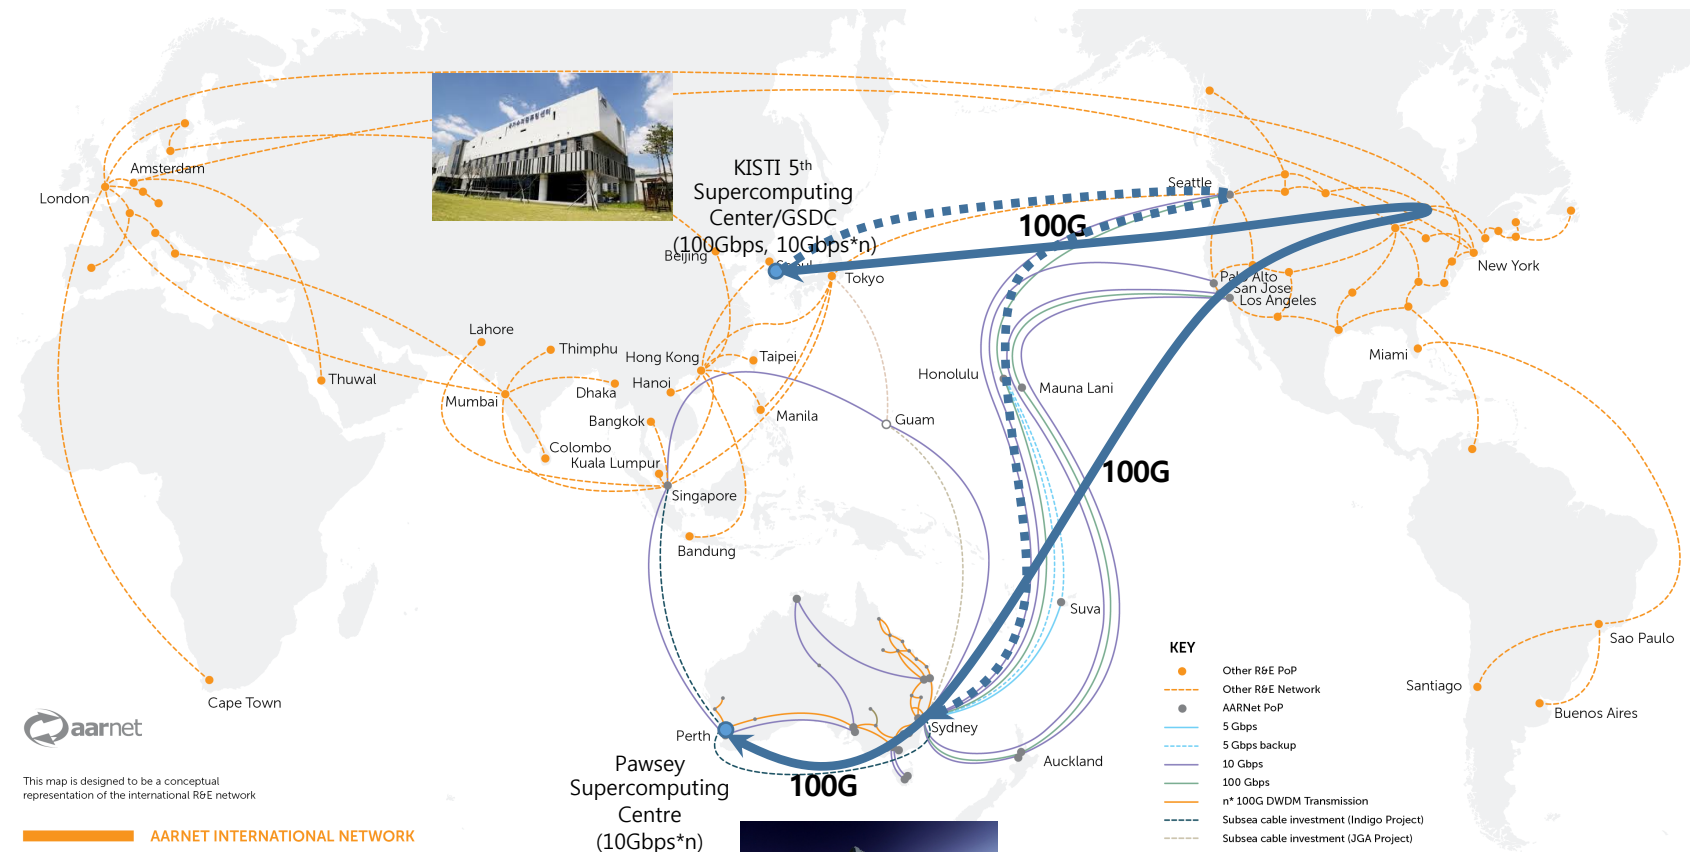 KISTI 5th
Supercomputing
Center/GSDC
(100Gbps, 10Gbps*n)
Amsterdam
London
Seattle
100G
Beijing
Seoul
Tokyo
New York
Palo Alto
San Jose
Los Angeles
Lahore
Thimphu
Hong Kong
Taipei
Miami
Thuwal
Dhaka
Hanoi
Honolulu
Mauna Lani
Mumbai
Manila
Bangkok
Guam
Colombo
Kuala Lumpur
100G
Singapore
Bandung
Suva
Sao Paulo
Santiago
Buenos Aires
Cape Town
Perth
Sydney
Auckland
Pawsey
Supercomputing
Centre
(10Gbps*n)
100G
KEY
Other R&E PoP
Other R&E Network
AARNet PoP
5 Gbps
5 Gbps backup
10 Gbps
100 Gbps
n* 100G DWDM Transmission
Subsea cable investment (Indigo Project)
Subsea cable investment (JGA Project)
aarnet
This map is designed to be a conceptual
representation of the international R&E network
AARNET INTERNATIONAL NETWORK